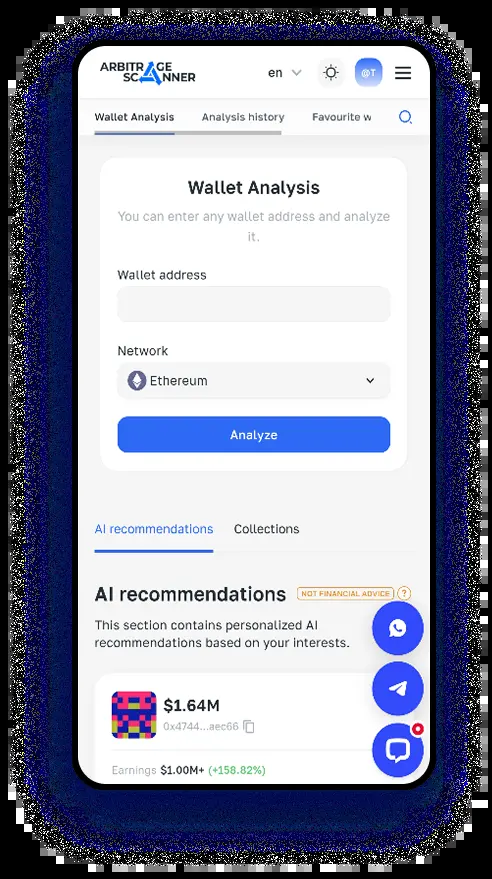 ARBITRAGE
SCANNER
en
@T
Wallet Analysis
Analysis history
Favourite w
Wallet Analysis
You can enter any wallet address and analyze
it.
Wallet address
Network
Ethereum
Analyze
AI recommendations
Collections
AI recommendations
NOT FINANCIAL ADVICE
?
This section contains personalized AI
recommendations based on your interests.
$1.64M
0x4744...aec66
Earnings $1.00M+ (+158.82%)
0